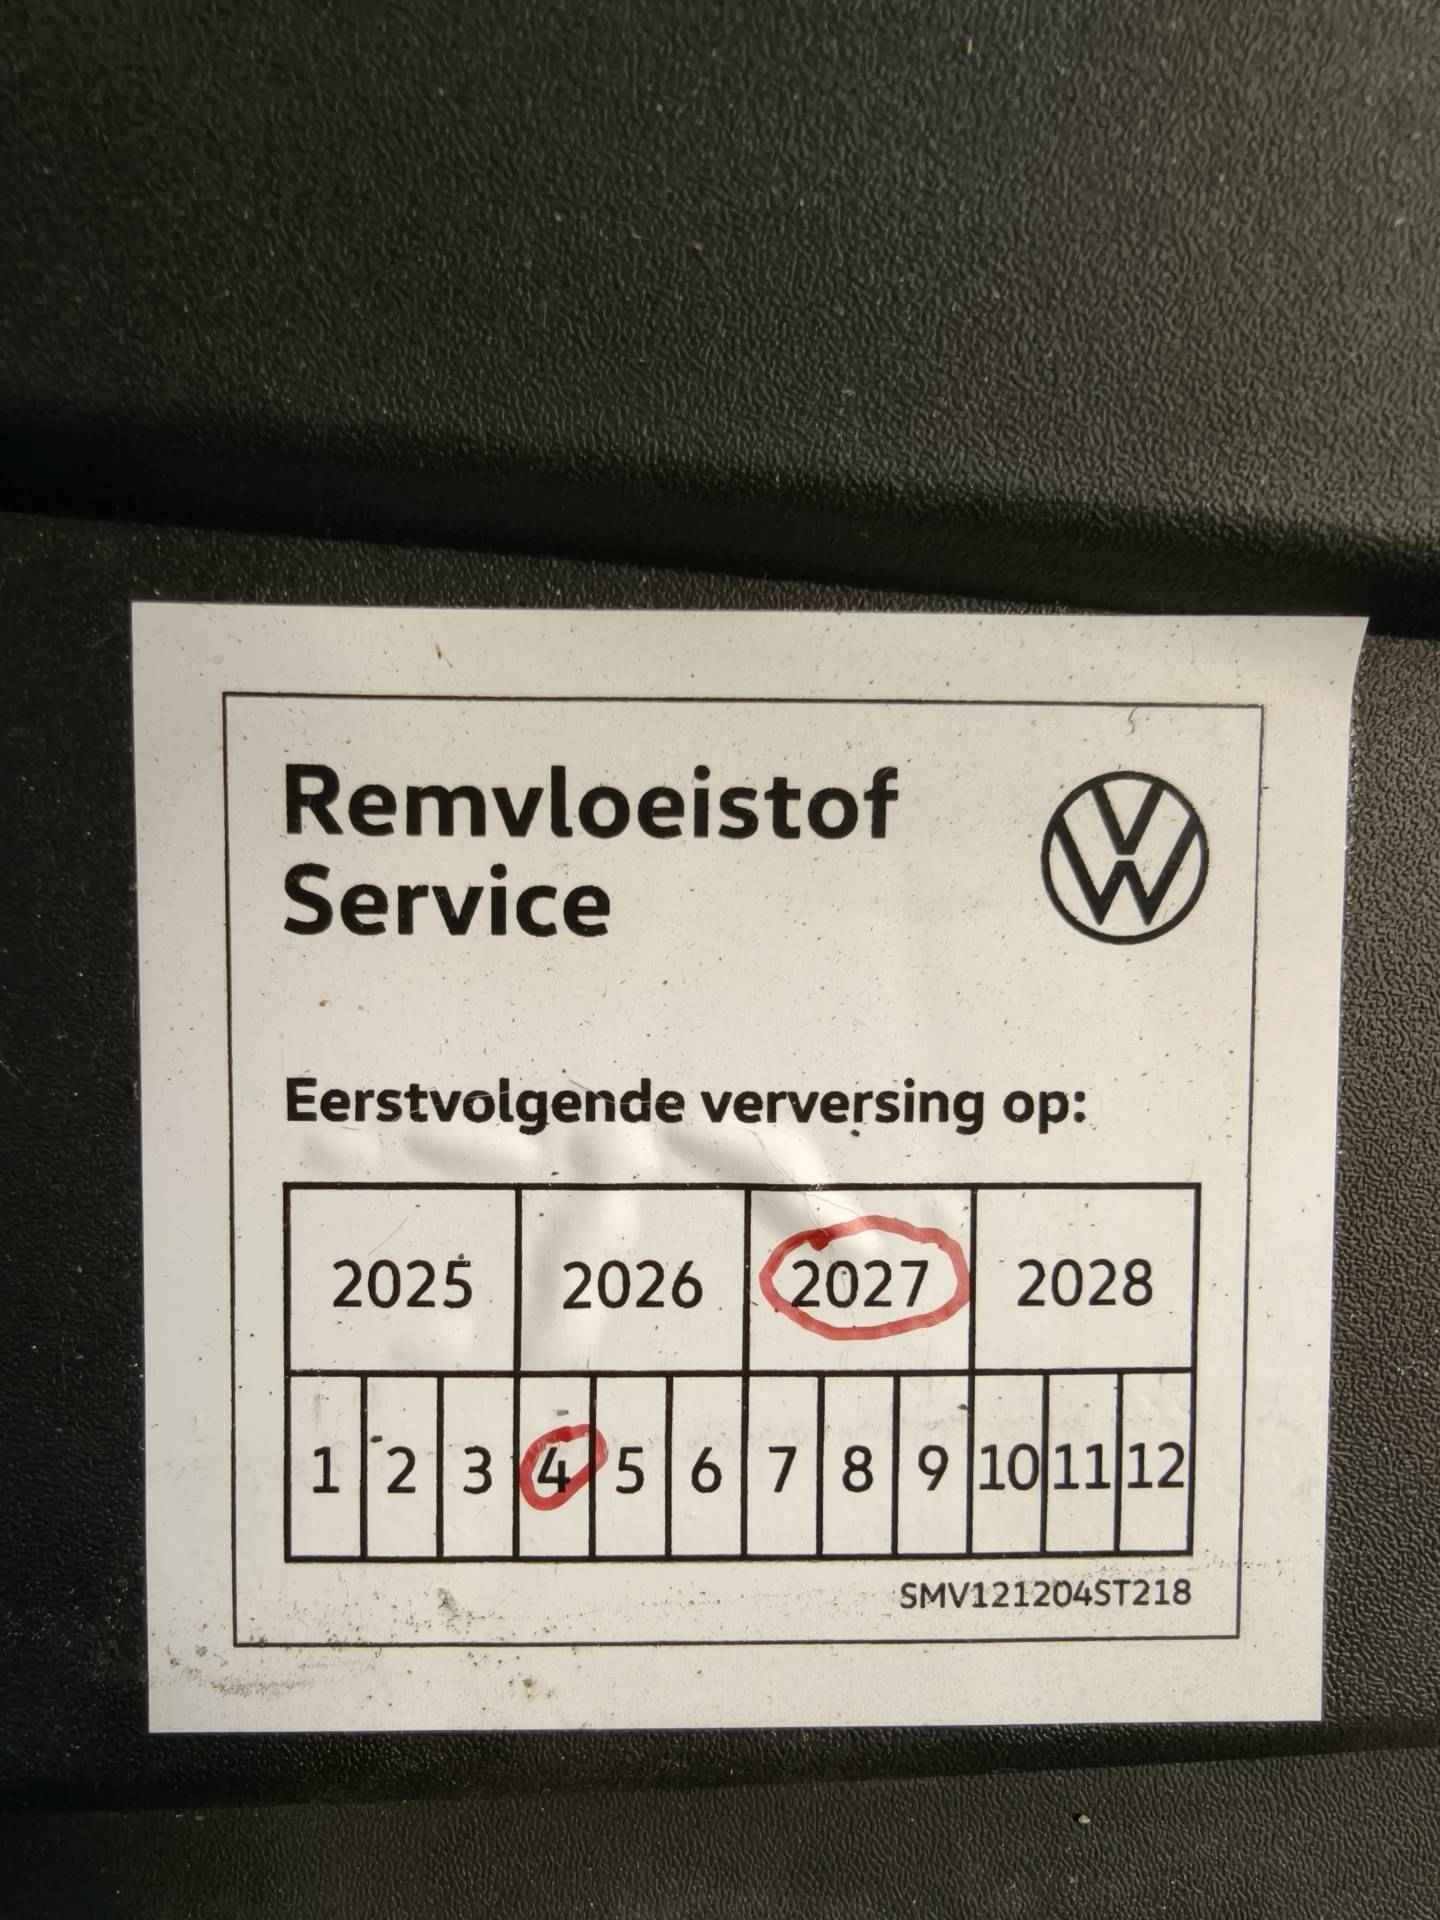 Remvloeistof
Service
Eerstvolgende verversing op:
2025 2026 2027 2028
1 2 3 4 5 6 7 8 9 10 11 12
SMV121204ST218